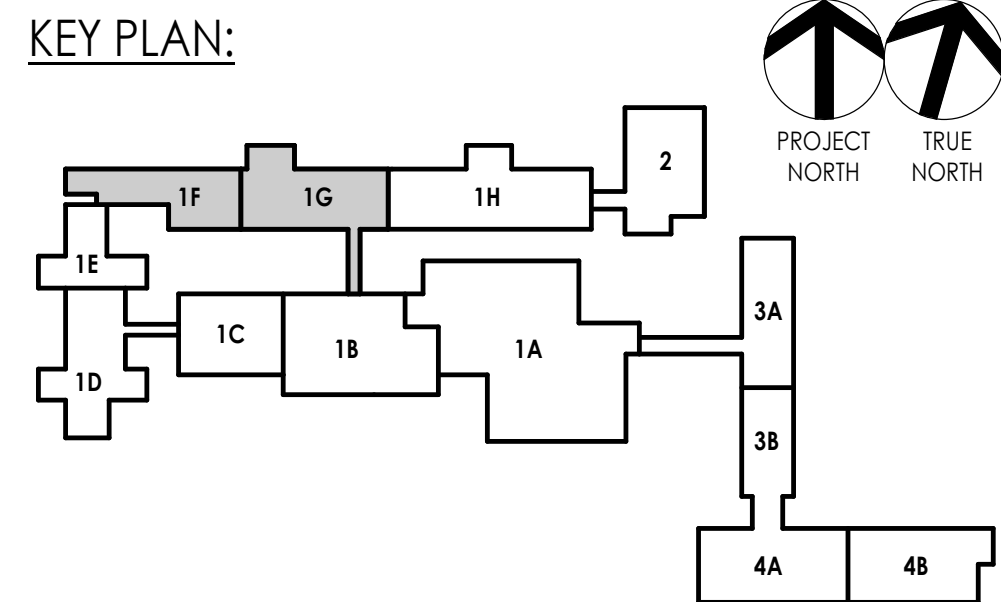 KEY PLAN:
PROJECT
NORTH
TRUE
NORTH
2
1F
1G
1H
1E
3A
1C
1B
1A
1D
3B
4A
4B